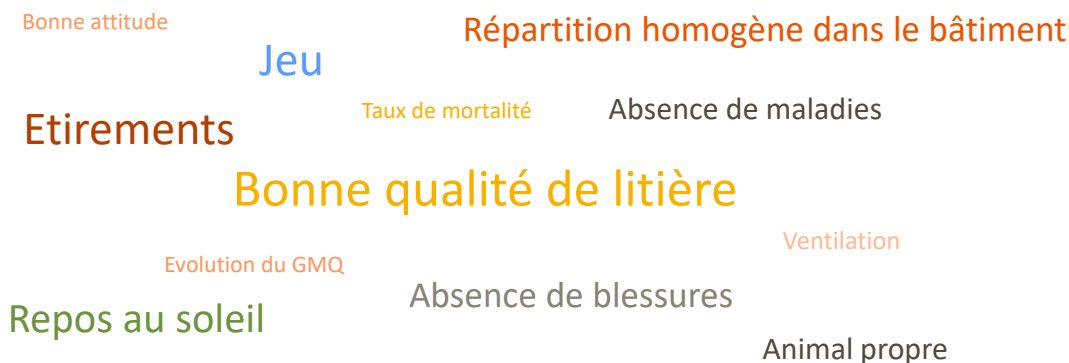 Bonne attitude
Répartition homogène dans le bâtiment
Jeu
Taux de mortalité
Absence de maladies
Etirements
Bonne qualité de litière
Ventilation
Evolution du GMQ
Absence de blessures
Repos au soleil
Animal propre